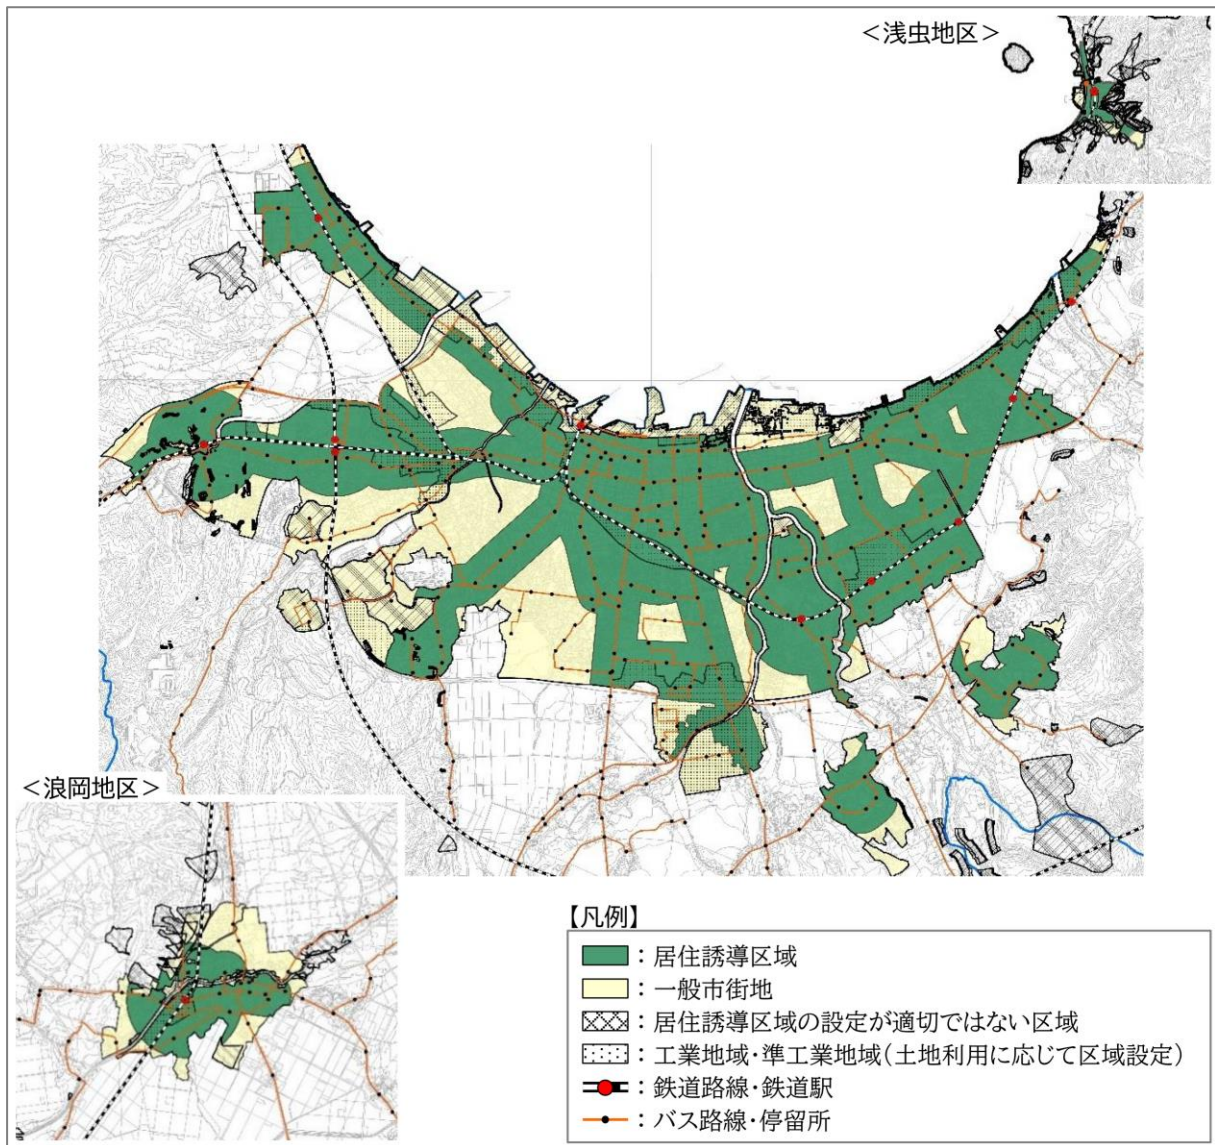 ＜浅虫地区＞
＜浪岡地区＞
【凡例】
：居住誘導区域
：一般市街地
：居住誘導区域の設定が適切ではない区域
：工業地域・準工業地域（土地利用に応じて区域設定）
：鉄道路線・鉄道駅
：バス路線・停留所